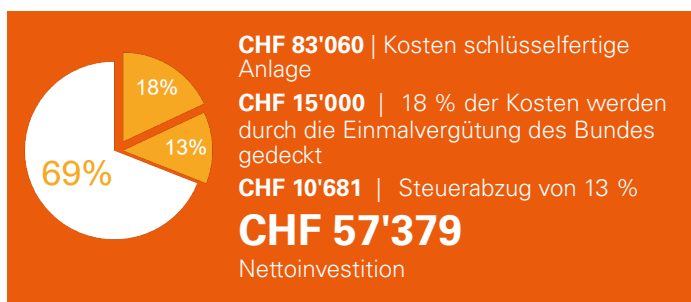 18%
13%
69%
CHF 83'060 | Kosten schlüsselfertige
Anlage
CHF 15'000 | 18 % der Kosten werden
durch die Einmalvergütung des Bundes
gedeckt
CHF 10'681 | Steuerabzug von 13 %
CHF 57'379
Nettoinvestition